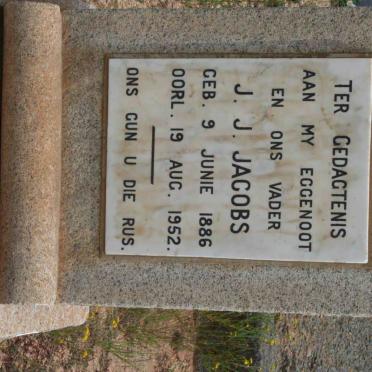 TER GEDACTENIS
AAN MY EGGENOOT
EN ONS VADER
J. J. JACOBS
GEB. 9 JUNIE 1886
OORL. 19 AUG. 1952.
ONS GUN U DIE RUS.